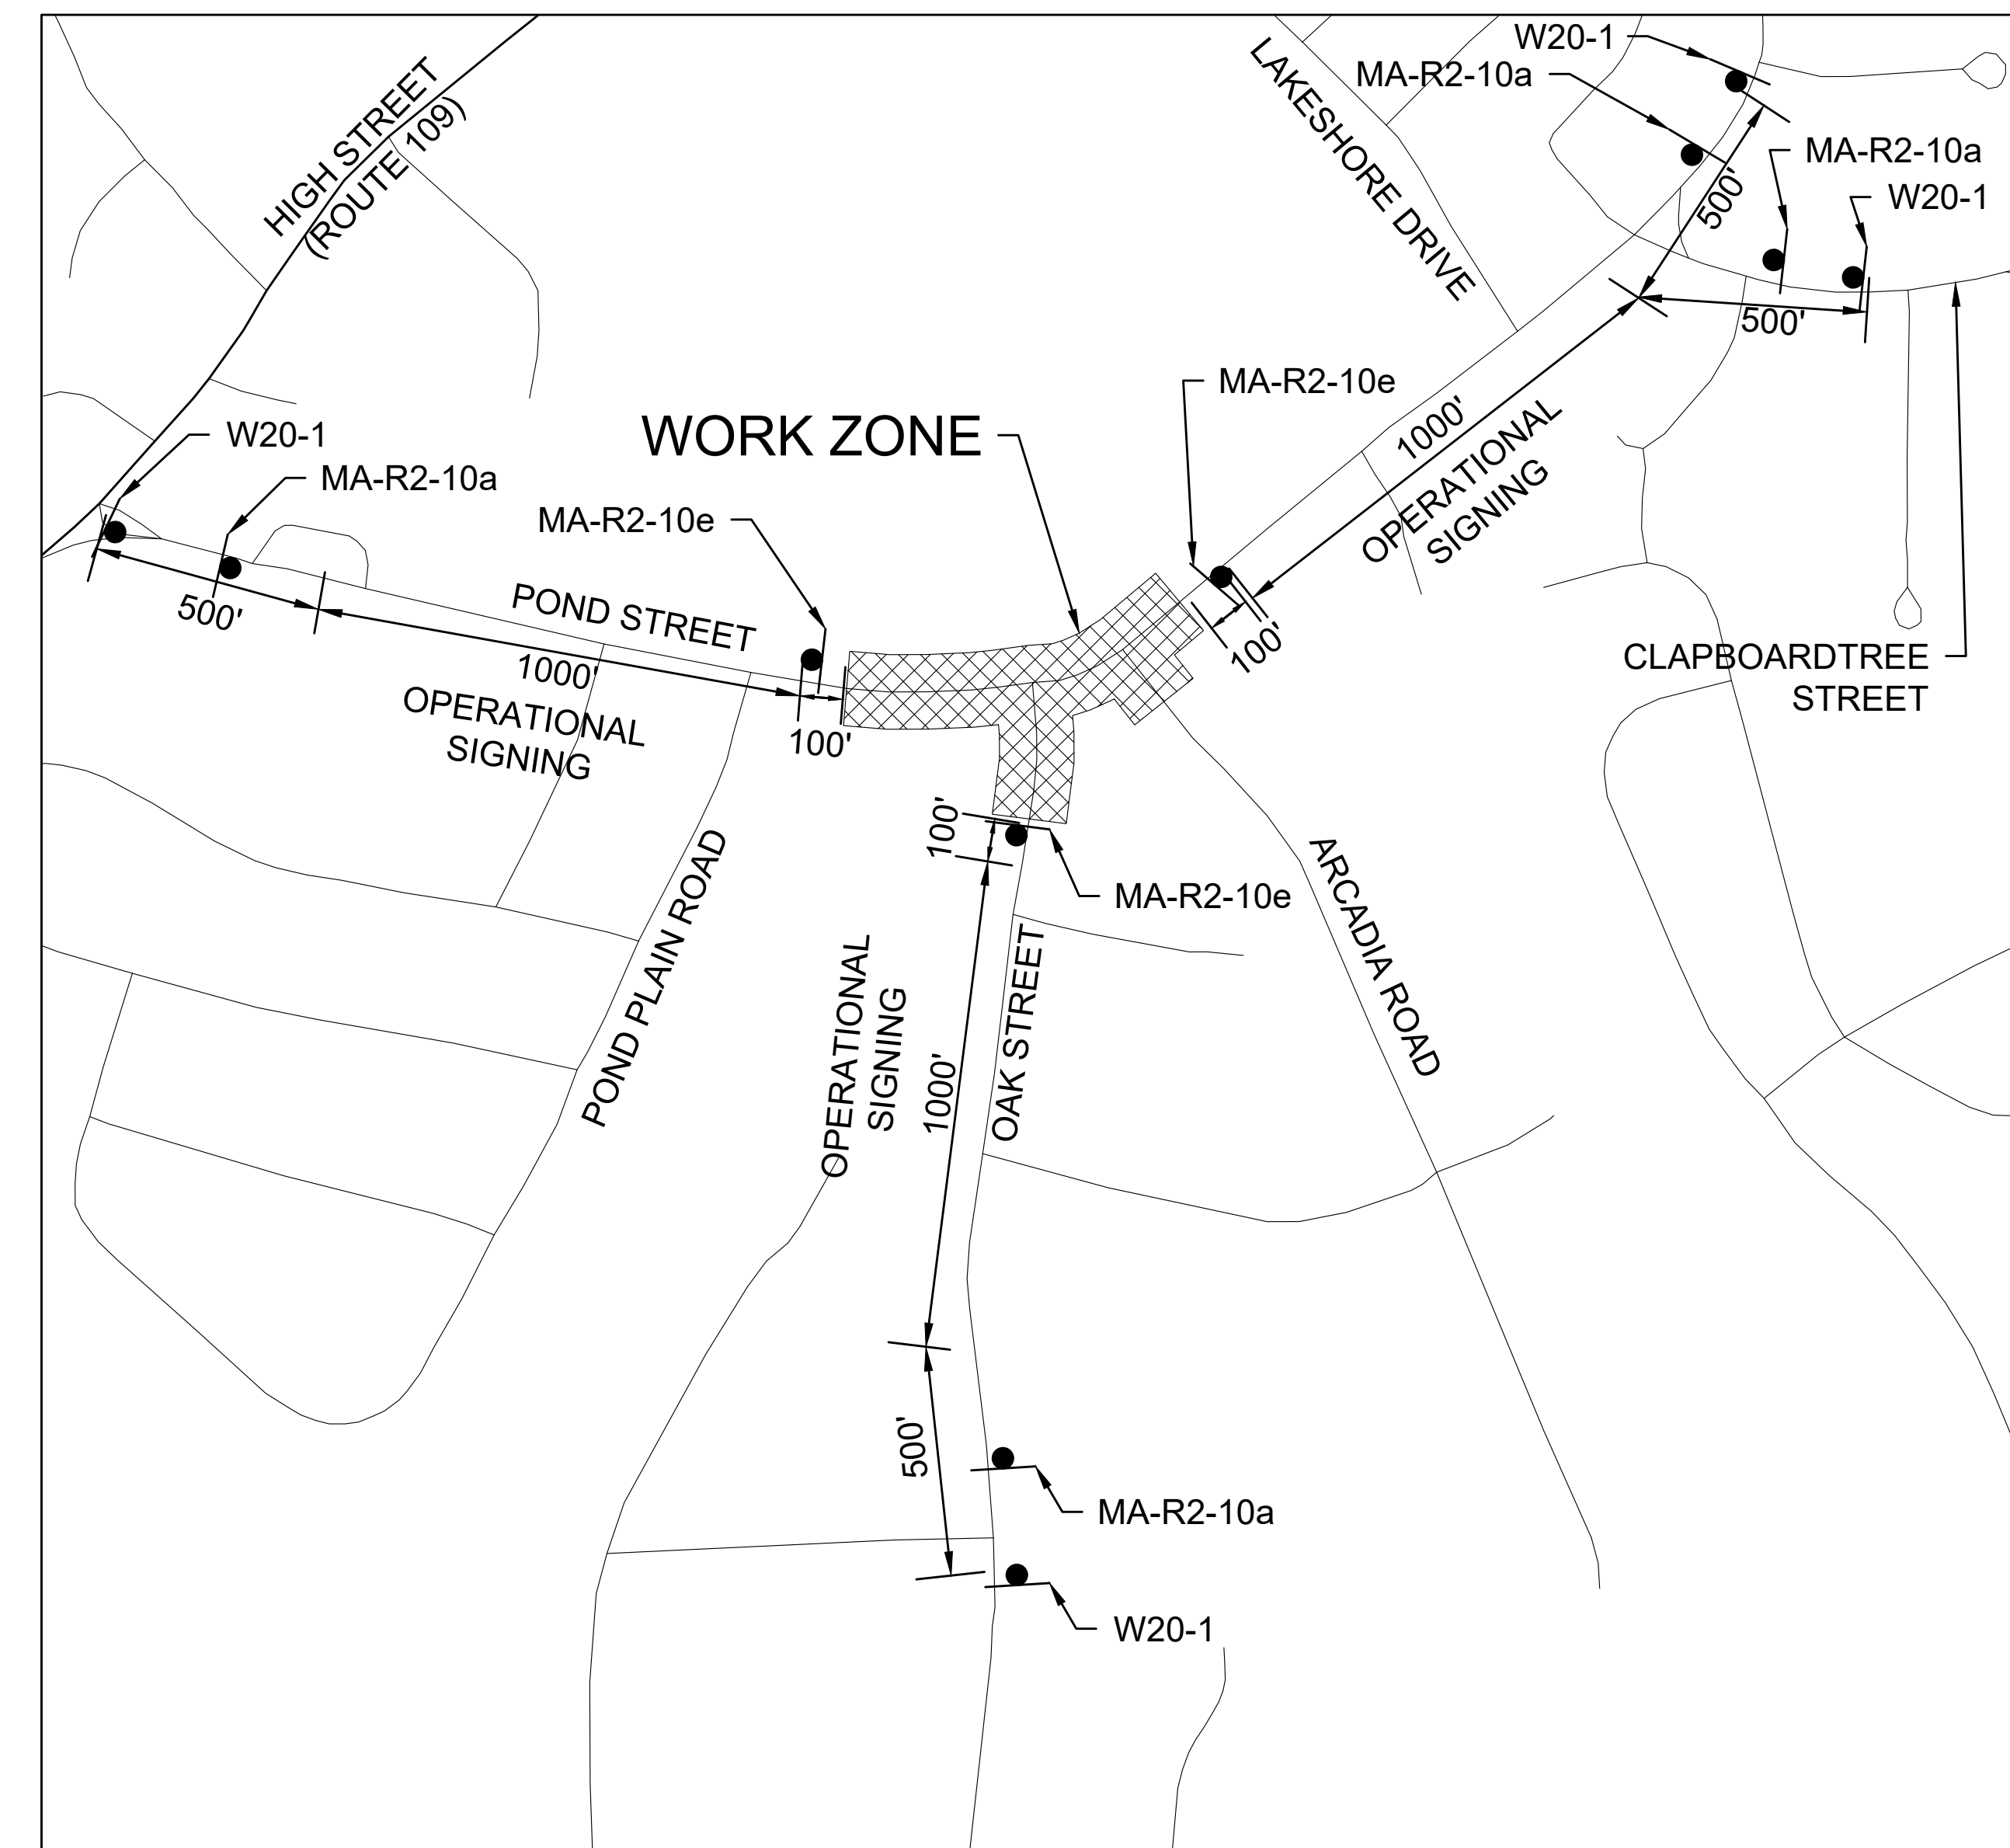 W20-1
MA-R2-10a
MA-R2-10a
W20-1
LAKESHORE DRIVE
HIGH STREET
(ROUTE 109)
500'
500'
MA-R2-10e
1000'
OPERATIONAL
SIGNING
WORK ZONE
W20-1
MA-R2-10a
MA-R2-10e
500'
POND STREET
1000'
OPERATIONAL
SIGNING
100'
100'
CLAPBOARDTREE
STREET
100'
MA-R2-10e
POND PLAIN ROAD
OPERATIONAL
SIGNING
1000'
OAK STREET
ARCADIA ROAD
500'
MA-R2-10a
W20-1